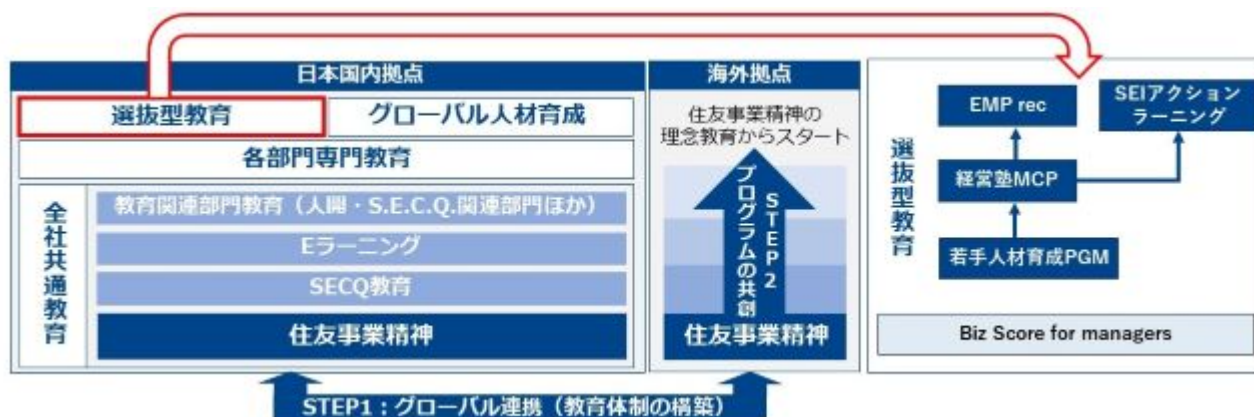 日本国内拠点
選抜型教育
グローバル人材育成
各部門専門教育
全社共通教育
教育関連部門教育(人開・S.E.C.Q.関連部門ほか)
Eラーニング
SECQ教育
住友事業精神
海外拠点
住友事業精神の
理念教育からスタート
STEP2
プログラムの共創
住友事業精神
STEP1:グローバル連携(教育体制の構築)
選抜型教育
EMP rec
SEIアクション
ラーニング
経営塾MCP
若手人材育成PGM
Biz Score for managers